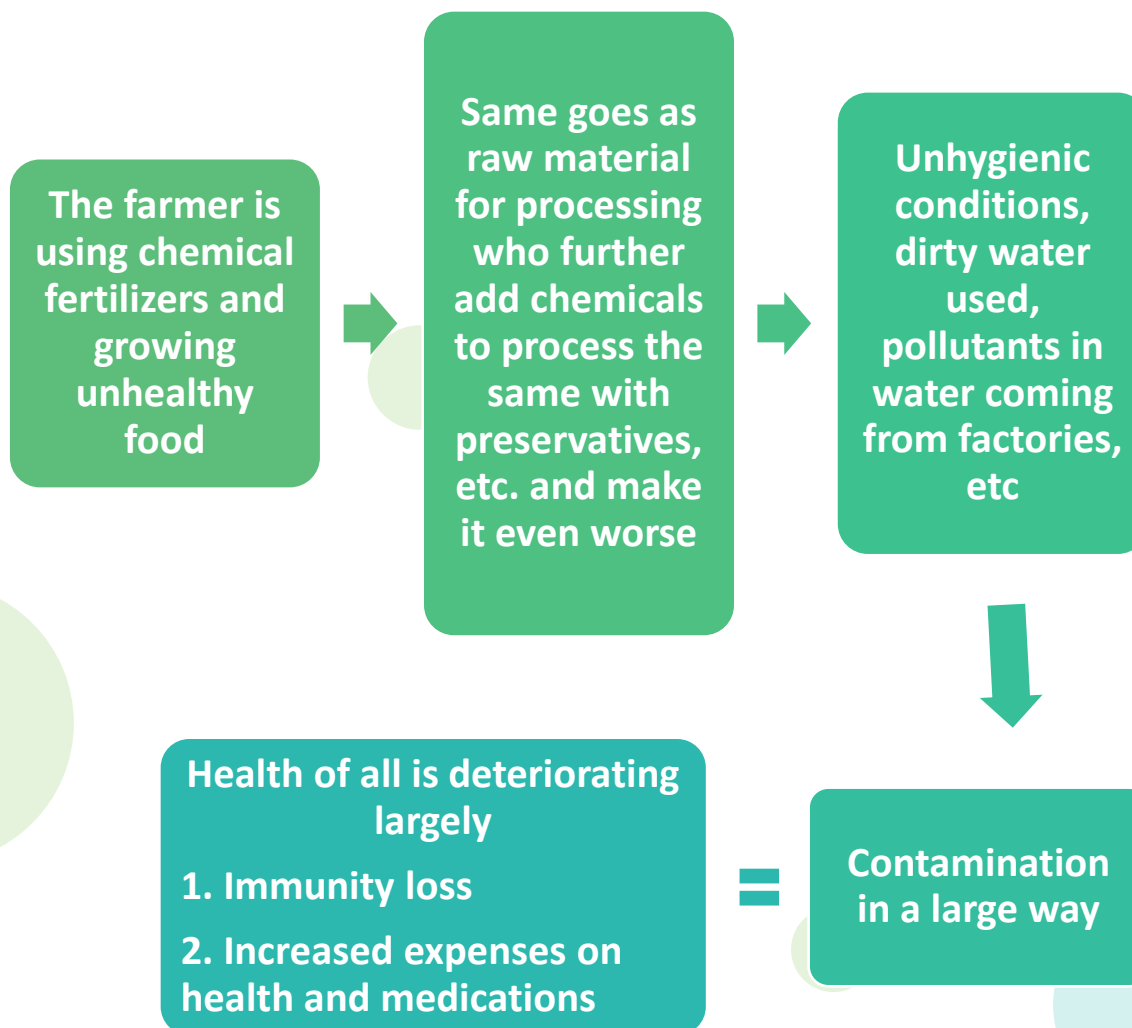 The farmer is
using chemical
fertilizers and
growing
unhealthy
food
Same goes as
raw material
for processing
who further
add chemicals
to process the
same with
preservatives,
etc. and make
it even worse
Unhygienic
conditions,
dirty water
used,
pollutants in
water coming
from factories,
etc
Contamination
in a large way
=
Health of all is deteriorating
largely
1. Immunity loss
2. Increased expenses on
health and medications